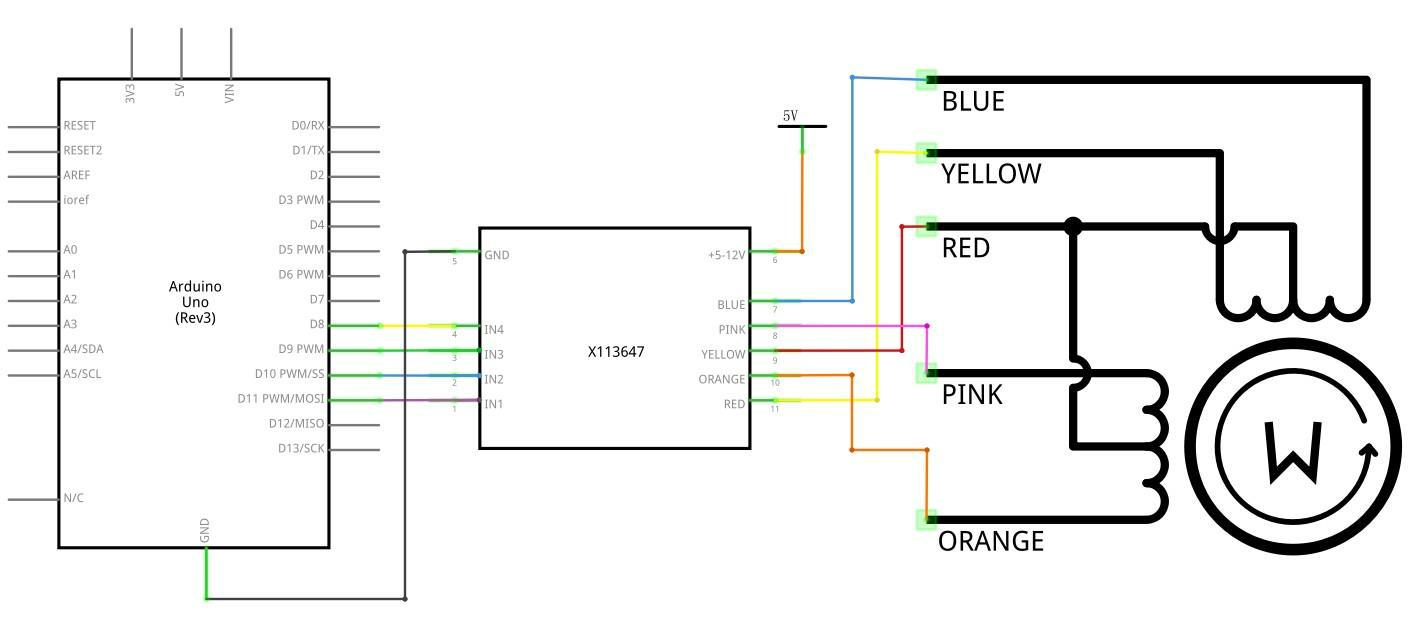 3V3
5V
VIN
RESET
RESET2
AREF
ioref
A0
A1
A2
A3
A4/SDA
A5/SCL
N/C
Arduino
Uno
(Rev3)
D0/RX
D1/TX
D2
D3 PWM
D4
D5 PWM
D6 PWM
D7
D8
D9 PWM
D10 PWM/SS
D11 PWM/MOSI
D12/MISO
D13/SCK
GND
5
4
3
2
1
GND
IN4
IN3
IN2
IN1
X113647
+5-12V
BLUE
PINK
YELLOW
ORANGE
RED
6
7
8
9
10
11
5V
BLUE
YELLOW
RED
PINK
ORANGE
W